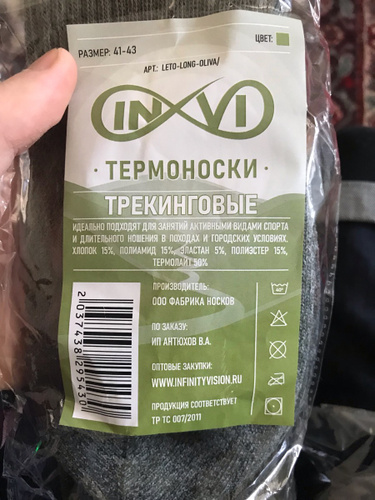 РАЗМЕР: 41-43
ЦВЕТ:
АРТ.: LETO-LONG-OLIVA/
INXVI
· ТЕРМОНОСКИ ·
ТРЕКИНГОВЫЕ
ИДЕАЛЬНО ПОДХОДЯТ ДЛЯ ЗАНЯТИЙ АКТИВНЫМИ ВИДАМИ СПОРТА
И ДЛИТЕЛЬНОГО НОШЕНИЯ В ПОХОДАХ И ГОРОДСКИХ УСЛОВИЯХ.
ХЛОПОК 15%, ПОЛИАМИД 15%, ЭЛАСТАН 5%, ПОЛИЭСТЕР 15%,
ТЕРМОЛАЙТ 50%
ПРОИЗВОДИТЕЛЬ:
ООО ФАБРИКА НОСКОВ
ПО ЗАКАЗУ:
ИП АНТЮХОВ В.А.
ОПТОВЫЕ ЗАКУПКИ:
WWW.INFINITYVISION.RU
ПРОДУКЦИЯ СООТВЕТСТВУЕТ
ТР ТС 007/2011
2037438295430